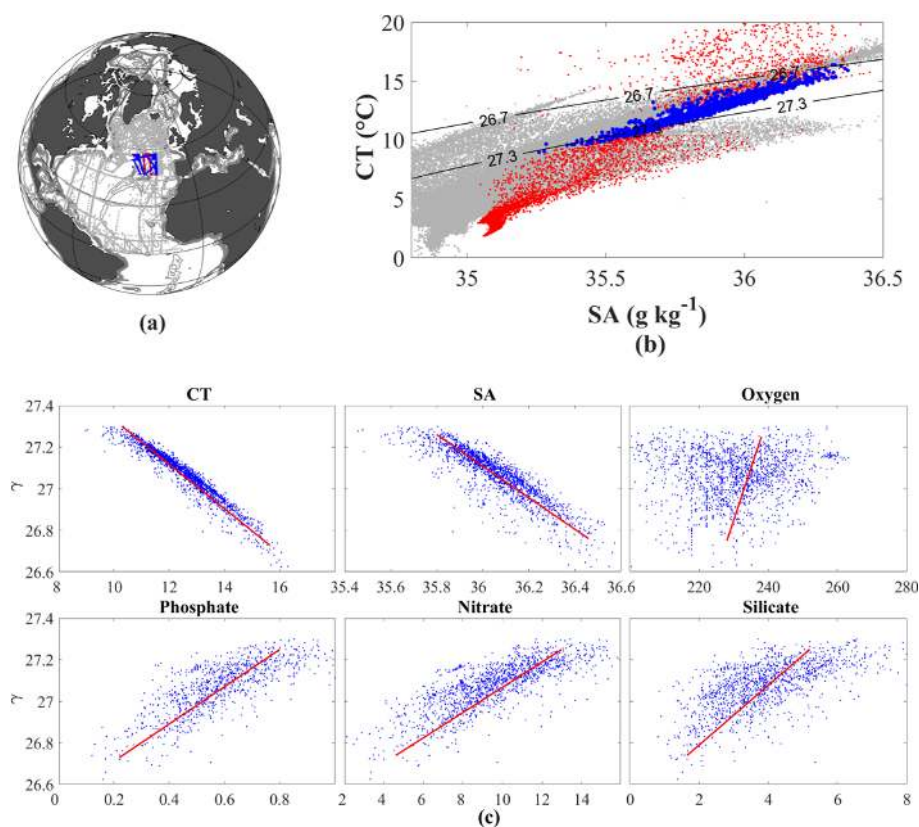 (a)
20
15
10
5
0
CT (°C)
26.7
26.7
26.7
27.3
27.3
35
35.5
36
36.5
SA (g kg⁻¹)
(b)
CT
SA
Oxygen
27.4
27.2
27
26.8
26.6
γ
8 10 12 14 16 18
35.4 35.6 35.8 36 36.2 36.4 36.6
220 240 260 280
Phosphate
Nitrate
Silicate
27.2
27
26.8
26.6
γ
0 0.2 0.4 0.6 0.8
2 4 6 8 10 12 14
0 2 4 6 8
(c)